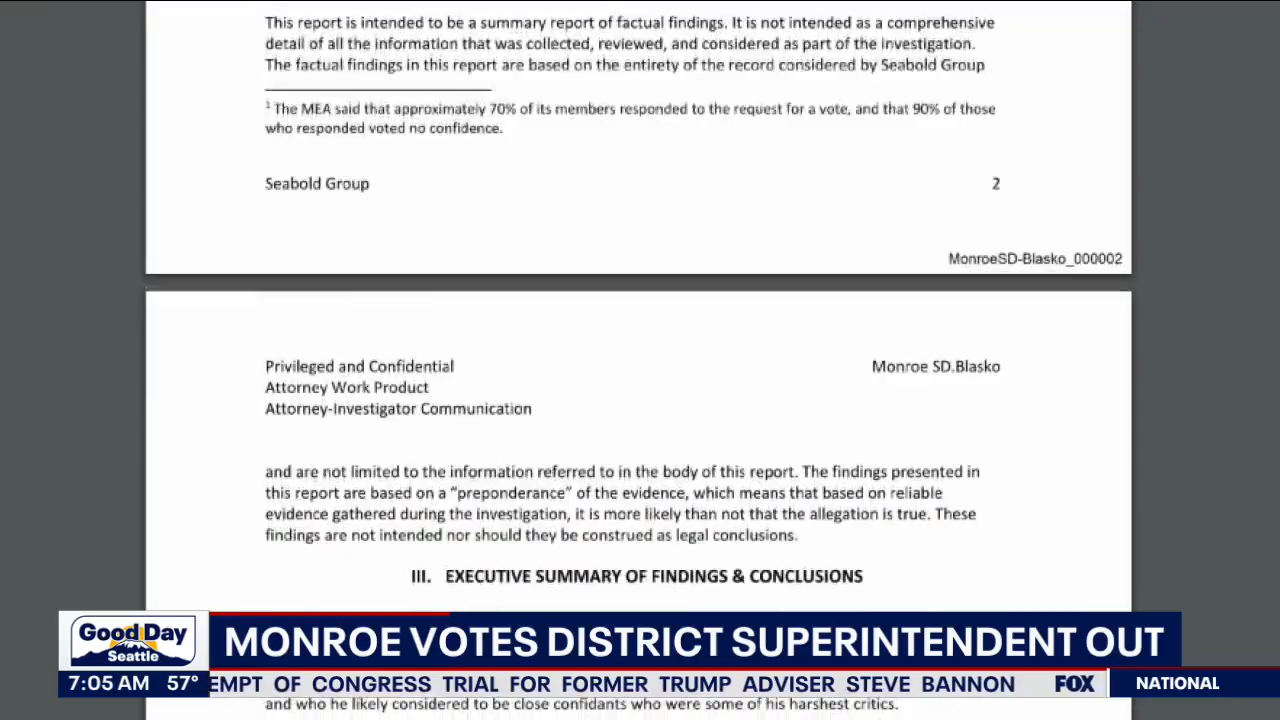 This report is intended to be a summary report of factual findings. It is not intended as a comprehensive
detail of all the information that was collected, reviewed, and considered as part of the investigation.
The factual findings in this report are based on the entirety of the record considered by Seabold Group
1 The MEA said that approximately 70% of its members responded to the request for a vote, and that 90% of those
who responded voted no confidence.
Seabold Group 2
MonroeSD-Blasko_000002
Privileged and Confidential Monroe SD.Blasko
Attorney Work Product
Attorney-Investigator Communication
and are not limited to the information referred to in the body of this report. The findings presented in
this report are based on a “preponderance” of the evidence, which means that based on reliable
evidence gathered during the investigation, it is more likely than not that the allegation is true. These
findings are not intended nor should they be construed as legal conclusions.
III. EXECUTIVE SUMMARY OF FINDINGS & CONCLUSIONS
Good Day
Seattle
MONROE VOTES DISTRICT SUPERINTENDENT OUT
7:05 AM 57° EMPT OF CONGRESS TRIAL FOR FORMER TRUMP ADVISER STEVE BANNON FOX NATIONAL
and who he likely considered to be close confidants who were some of his harshest critics.